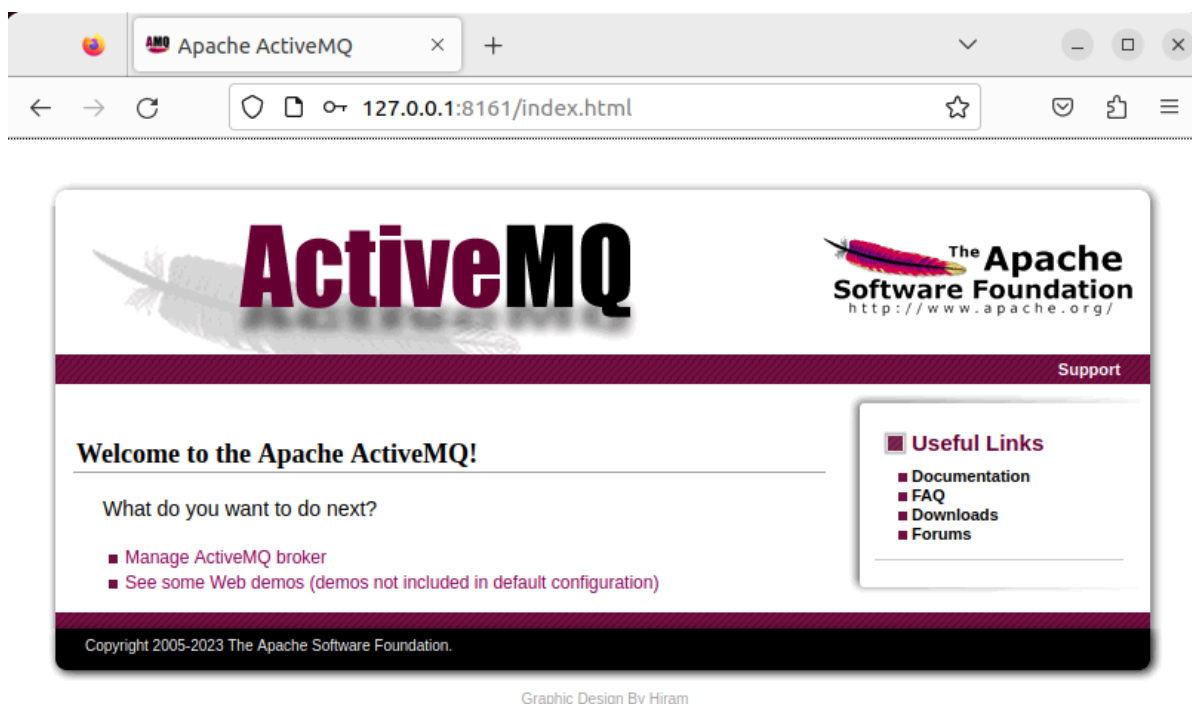 AMQ Apache ActiveMQ
127.0.0.1:8161/index.html
ActiveMQ
The Apache
Software Foundation
http://www.apache.org/
Support
Welcome to the Apache ActiveMQ!
What do you want to do next?
Manage ActiveMQ broker
See some Web demos (demos not included in default configuration)
Useful Links
Documentation
FAQ
Downloads
Forums
Copyright 2005-2023 The Apache Software Foundation.
Graphic Design By Hiram